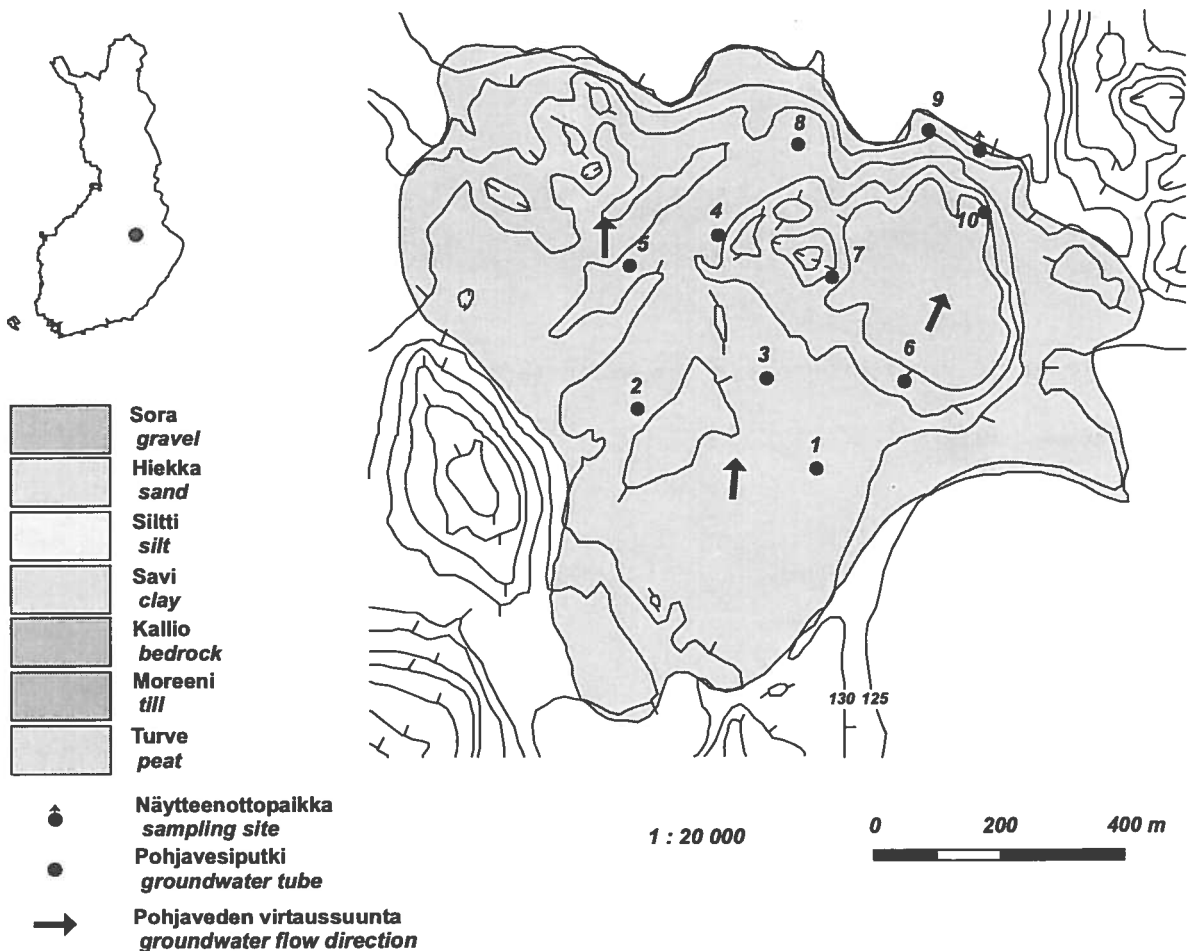 9
8
4
10
5
7
3
6
2
1
Sora
gravel
Hiekka
sand
Siltti
silt
Savi
clay
Kallio
bedrock
Moreeni
till
Turve
peat
130 125
Näytteenottopaikka
sampling site
Pohjavesiputki
groundwater tube
Pohjaveden virtaussuunta
groundwater flow direction
1 : 20 000
0 200 400 m